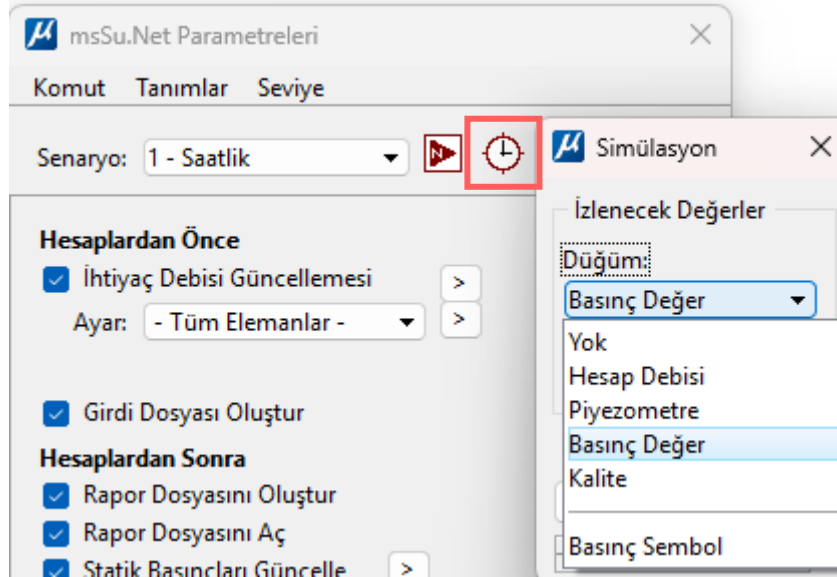 msSu.Net Parametreleri
Komut Tanımlar Seviye
Senaryo: 1 - Saatlik
Hesaplardan Önce
İhtiyaç Debisi Güncellemesi >
Ayar: - Tüm Elemanlar - >
Girdi Dosyası Oluştur
Hesaplardan Sonra
Rapor Dosyasını Oluştur
Rapor Dosyasını Aç
Statik Basınçları Güncelle >
Simülasyon
İzlenecek Değerler
Düğüm:
Basınç Değer
Yok
Hesap Debisi
Piyezometre
Basınç Değer
Kalite
Basınç Sembol